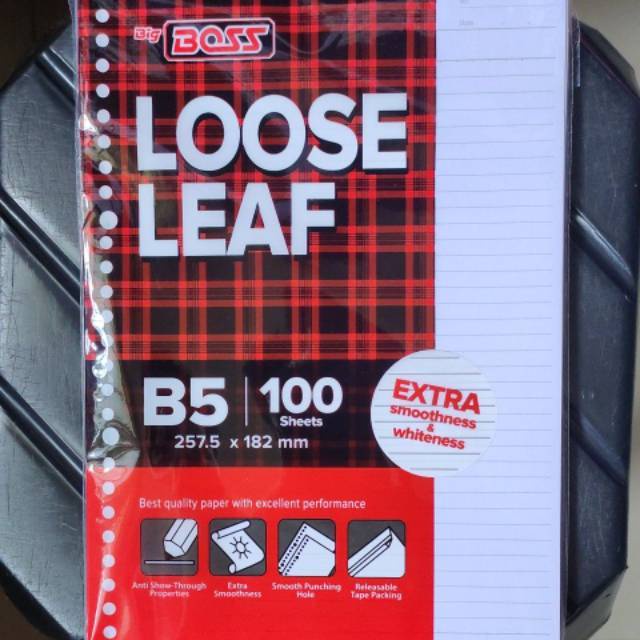 Big BOSS
LOOSE
LEAF
B5 100
Sheets
257.5 x 182 mm
EXTRA
smoothness
&
whiteness
Best quality paper with excellent performance
Anti Show-Through
Properties
Extra
Smoothness
Smooth Punching
Hole
Releasable
Tape Packing